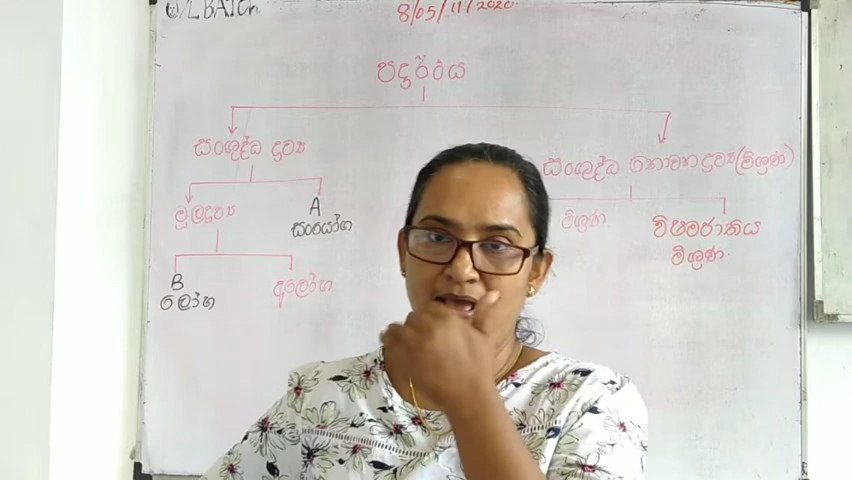 O/L BATCH
8/05/11/2020.
පදාර්ථය
සංශුද්ධ ද්‍රව්‍ය
සංශුද්ධ නොවන ද්‍රව්‍ය(මිශ්‍රණ)
මූලද්‍රව්‍ය
A
සංයෝග
මිශ්‍රණ
විෂමජාතීය
මිශ්‍රණ.
B
ලෝහ
අලෝහ